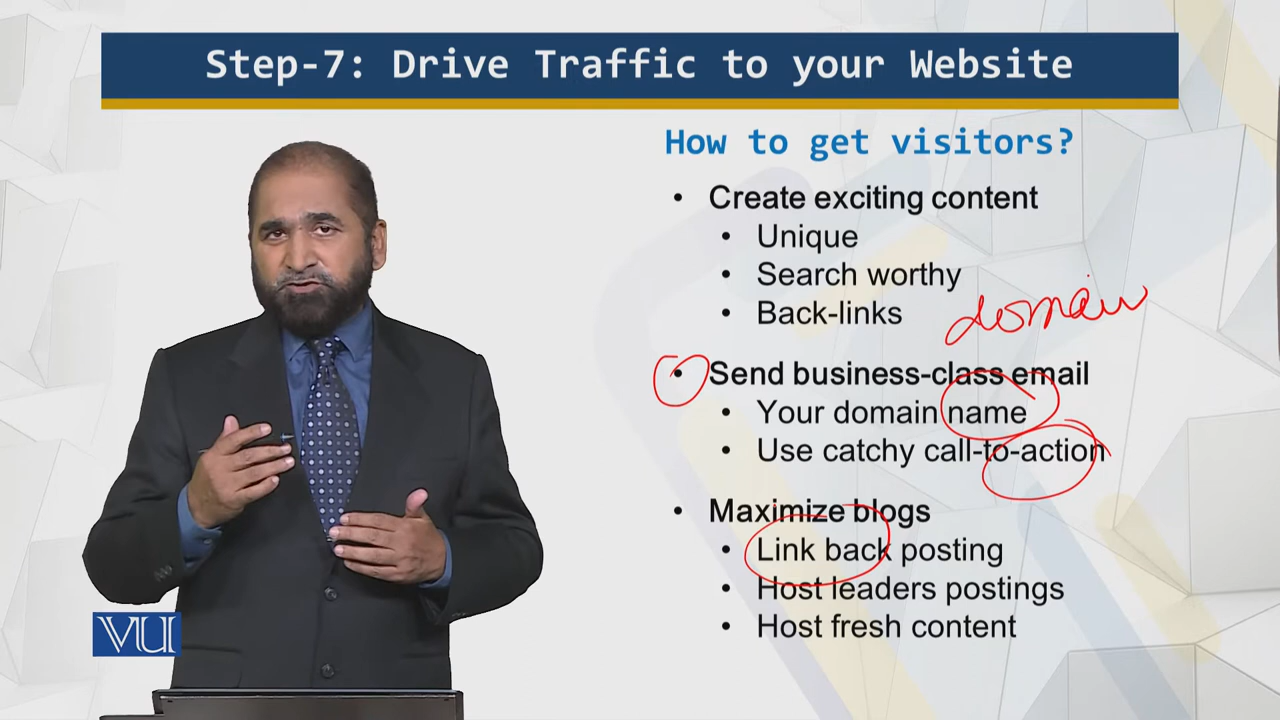 Step-7: Drive Traffic to your Website
How to get visitors?
• Create exciting content
• Unique
• Search worthy
• Back-links
domain
• Send business-class email
• Your domain name
• Use catchy call-to-action
• Maximize blogs
• Link back posting
• Host leaders postings
• Host fresh content
VU